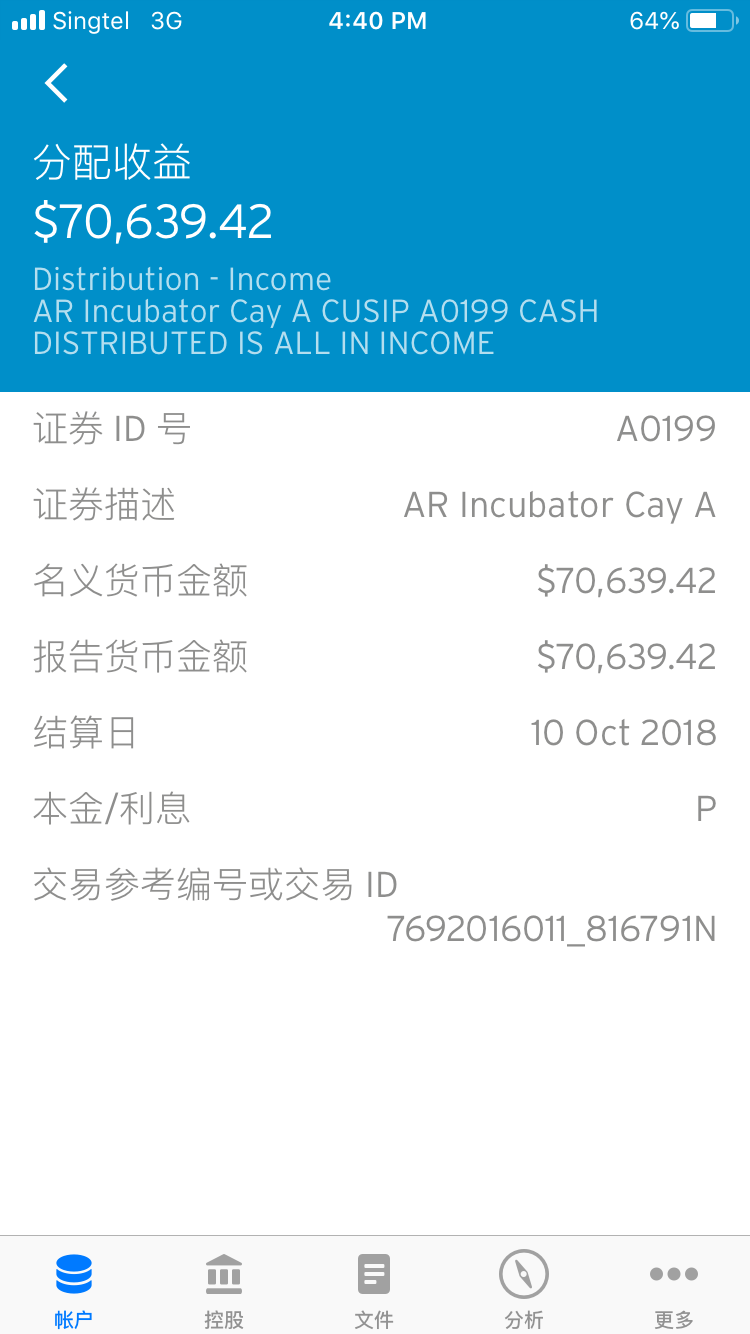 Singtel 3G 4:40 PM 64%
分配收益
$70,639.42
Distribution - Income
AR Incubator Cay A CUSIP A0199 CASH
DISTRIBUTED IS ALL IN INCOME
证券 ID 号 A0199
证券描述 AR Incubator Cay A
名义货币金额 $70,639.42
报告货币金额 $70,639.42
结算日 10 Oct 2018
本金/利息 P
交易参考编号或交易 ID
7692016011_816791N
帐户 控股 文件 分析 更多